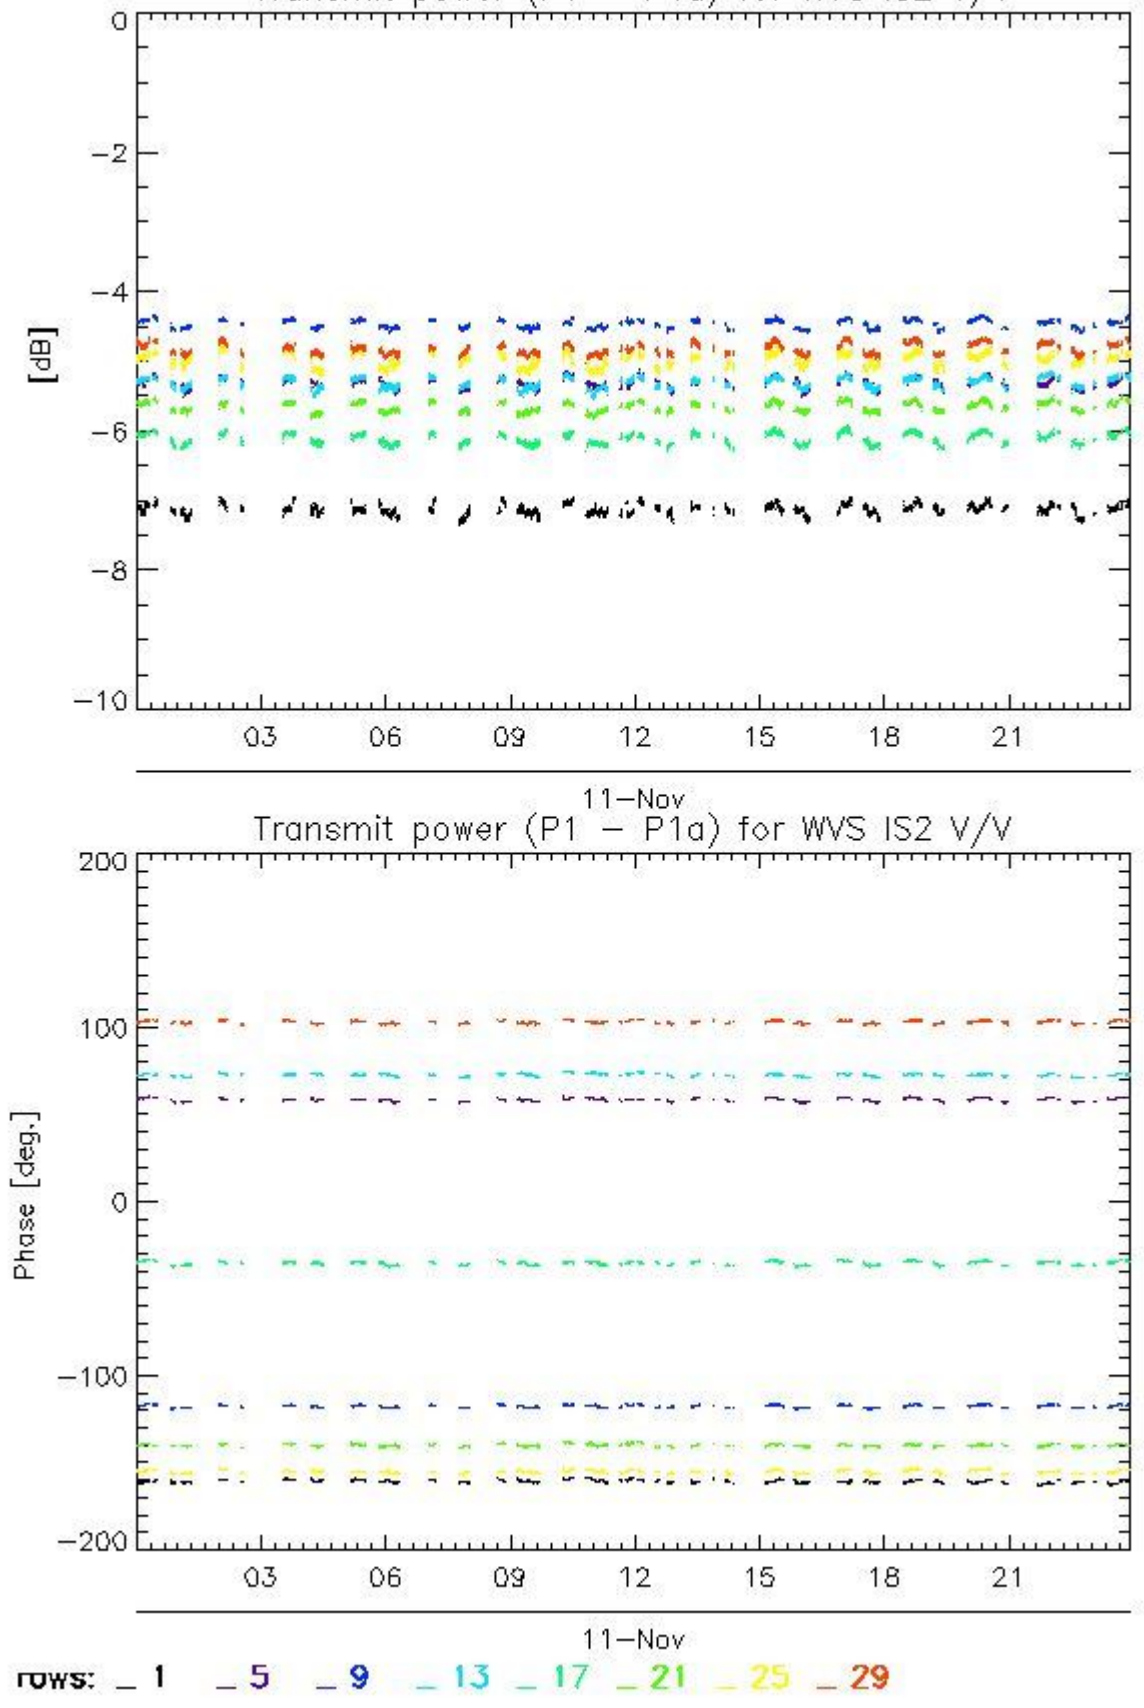 0
−2
−4
[dB]
−6
−8
−10
03 06 09 12 15 18 21
11−Nov
Transmit power (P1 − P1a) for WVS IS2 V/V
200
100
0
Phase [deg.]
−100
−200
03 06 09 12 15 18 21
11−Nov
rows: _ 1 _ 5 _ 9 _ 13 _ 17 _ 21 _ 25 _ 29